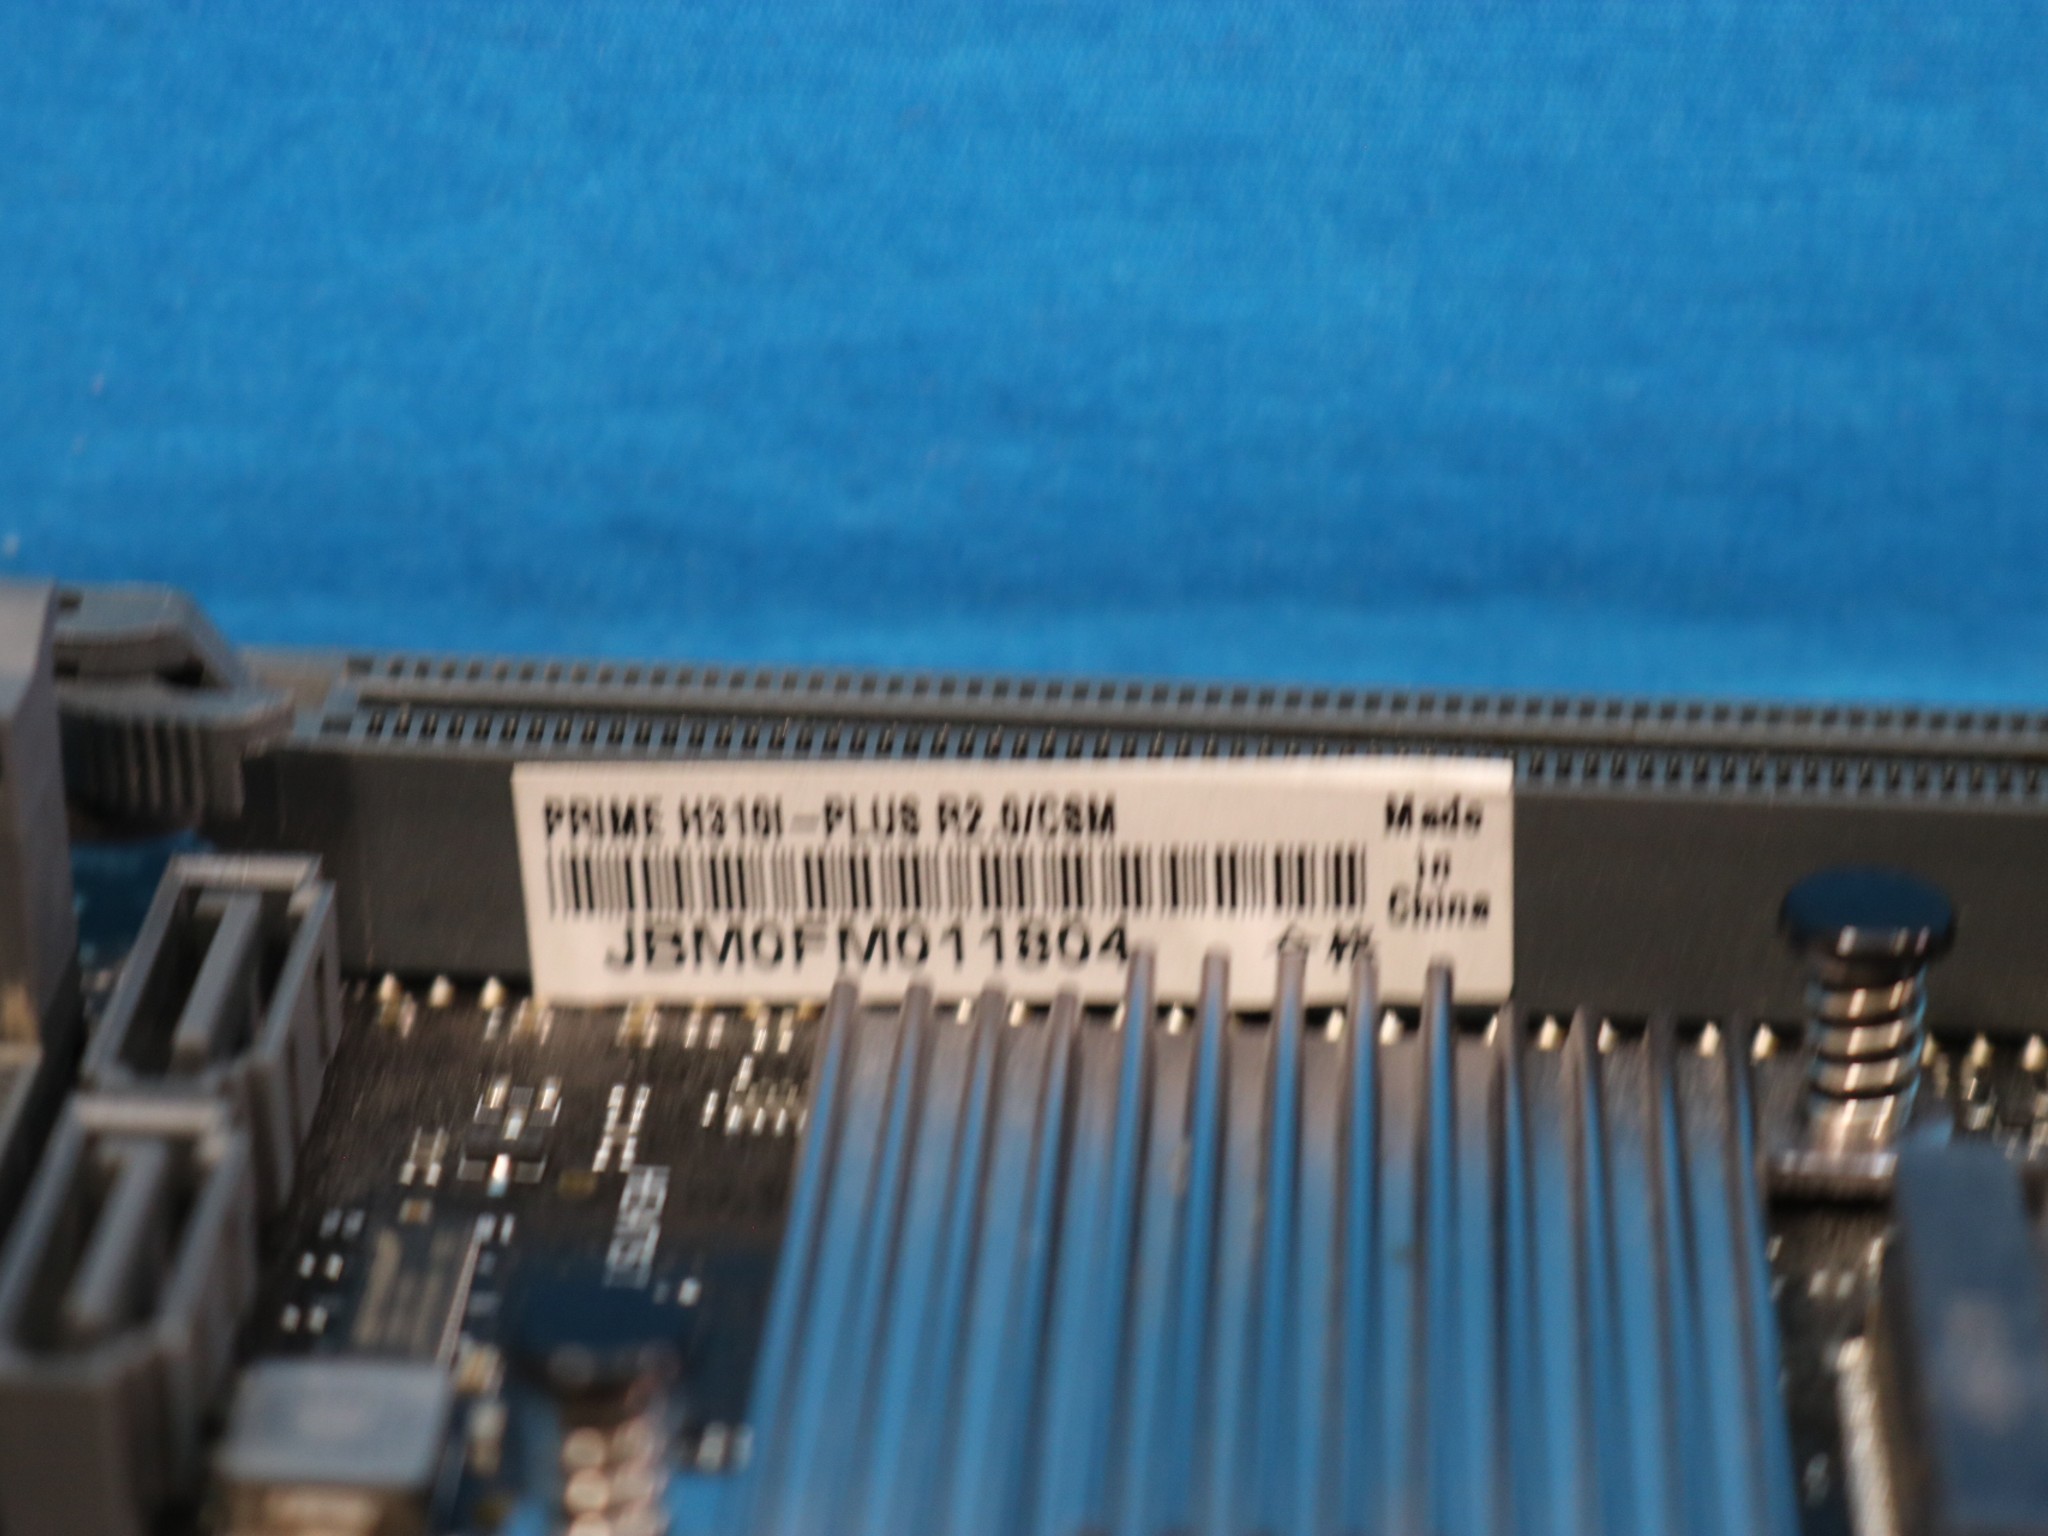 PRIME H310I-PLUS R2.0/CSM
JBM0FM011804
合格
Made
in
China